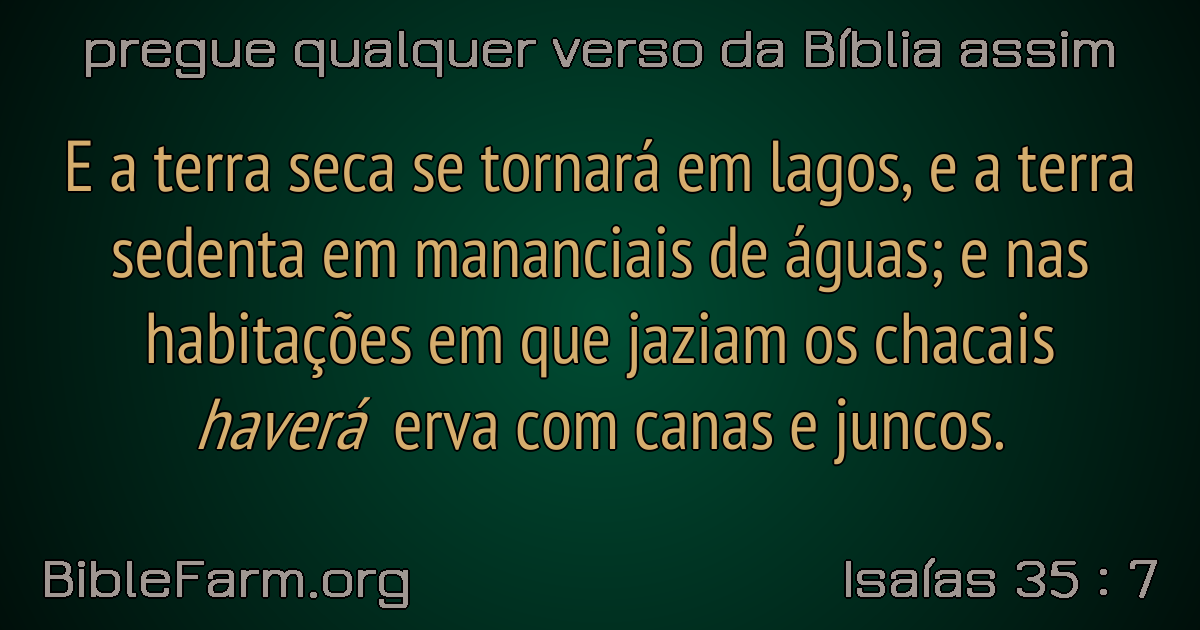 pregue qualquer verso da Bíblia assim
E a terra seca se tornará em lagos, e a terra
sedenta em mananciais de águas; e nas
habitações em que jaziam os chacais
haverá erva com canas e juncos.
BibleFarm.org
Isaías 35 : 7